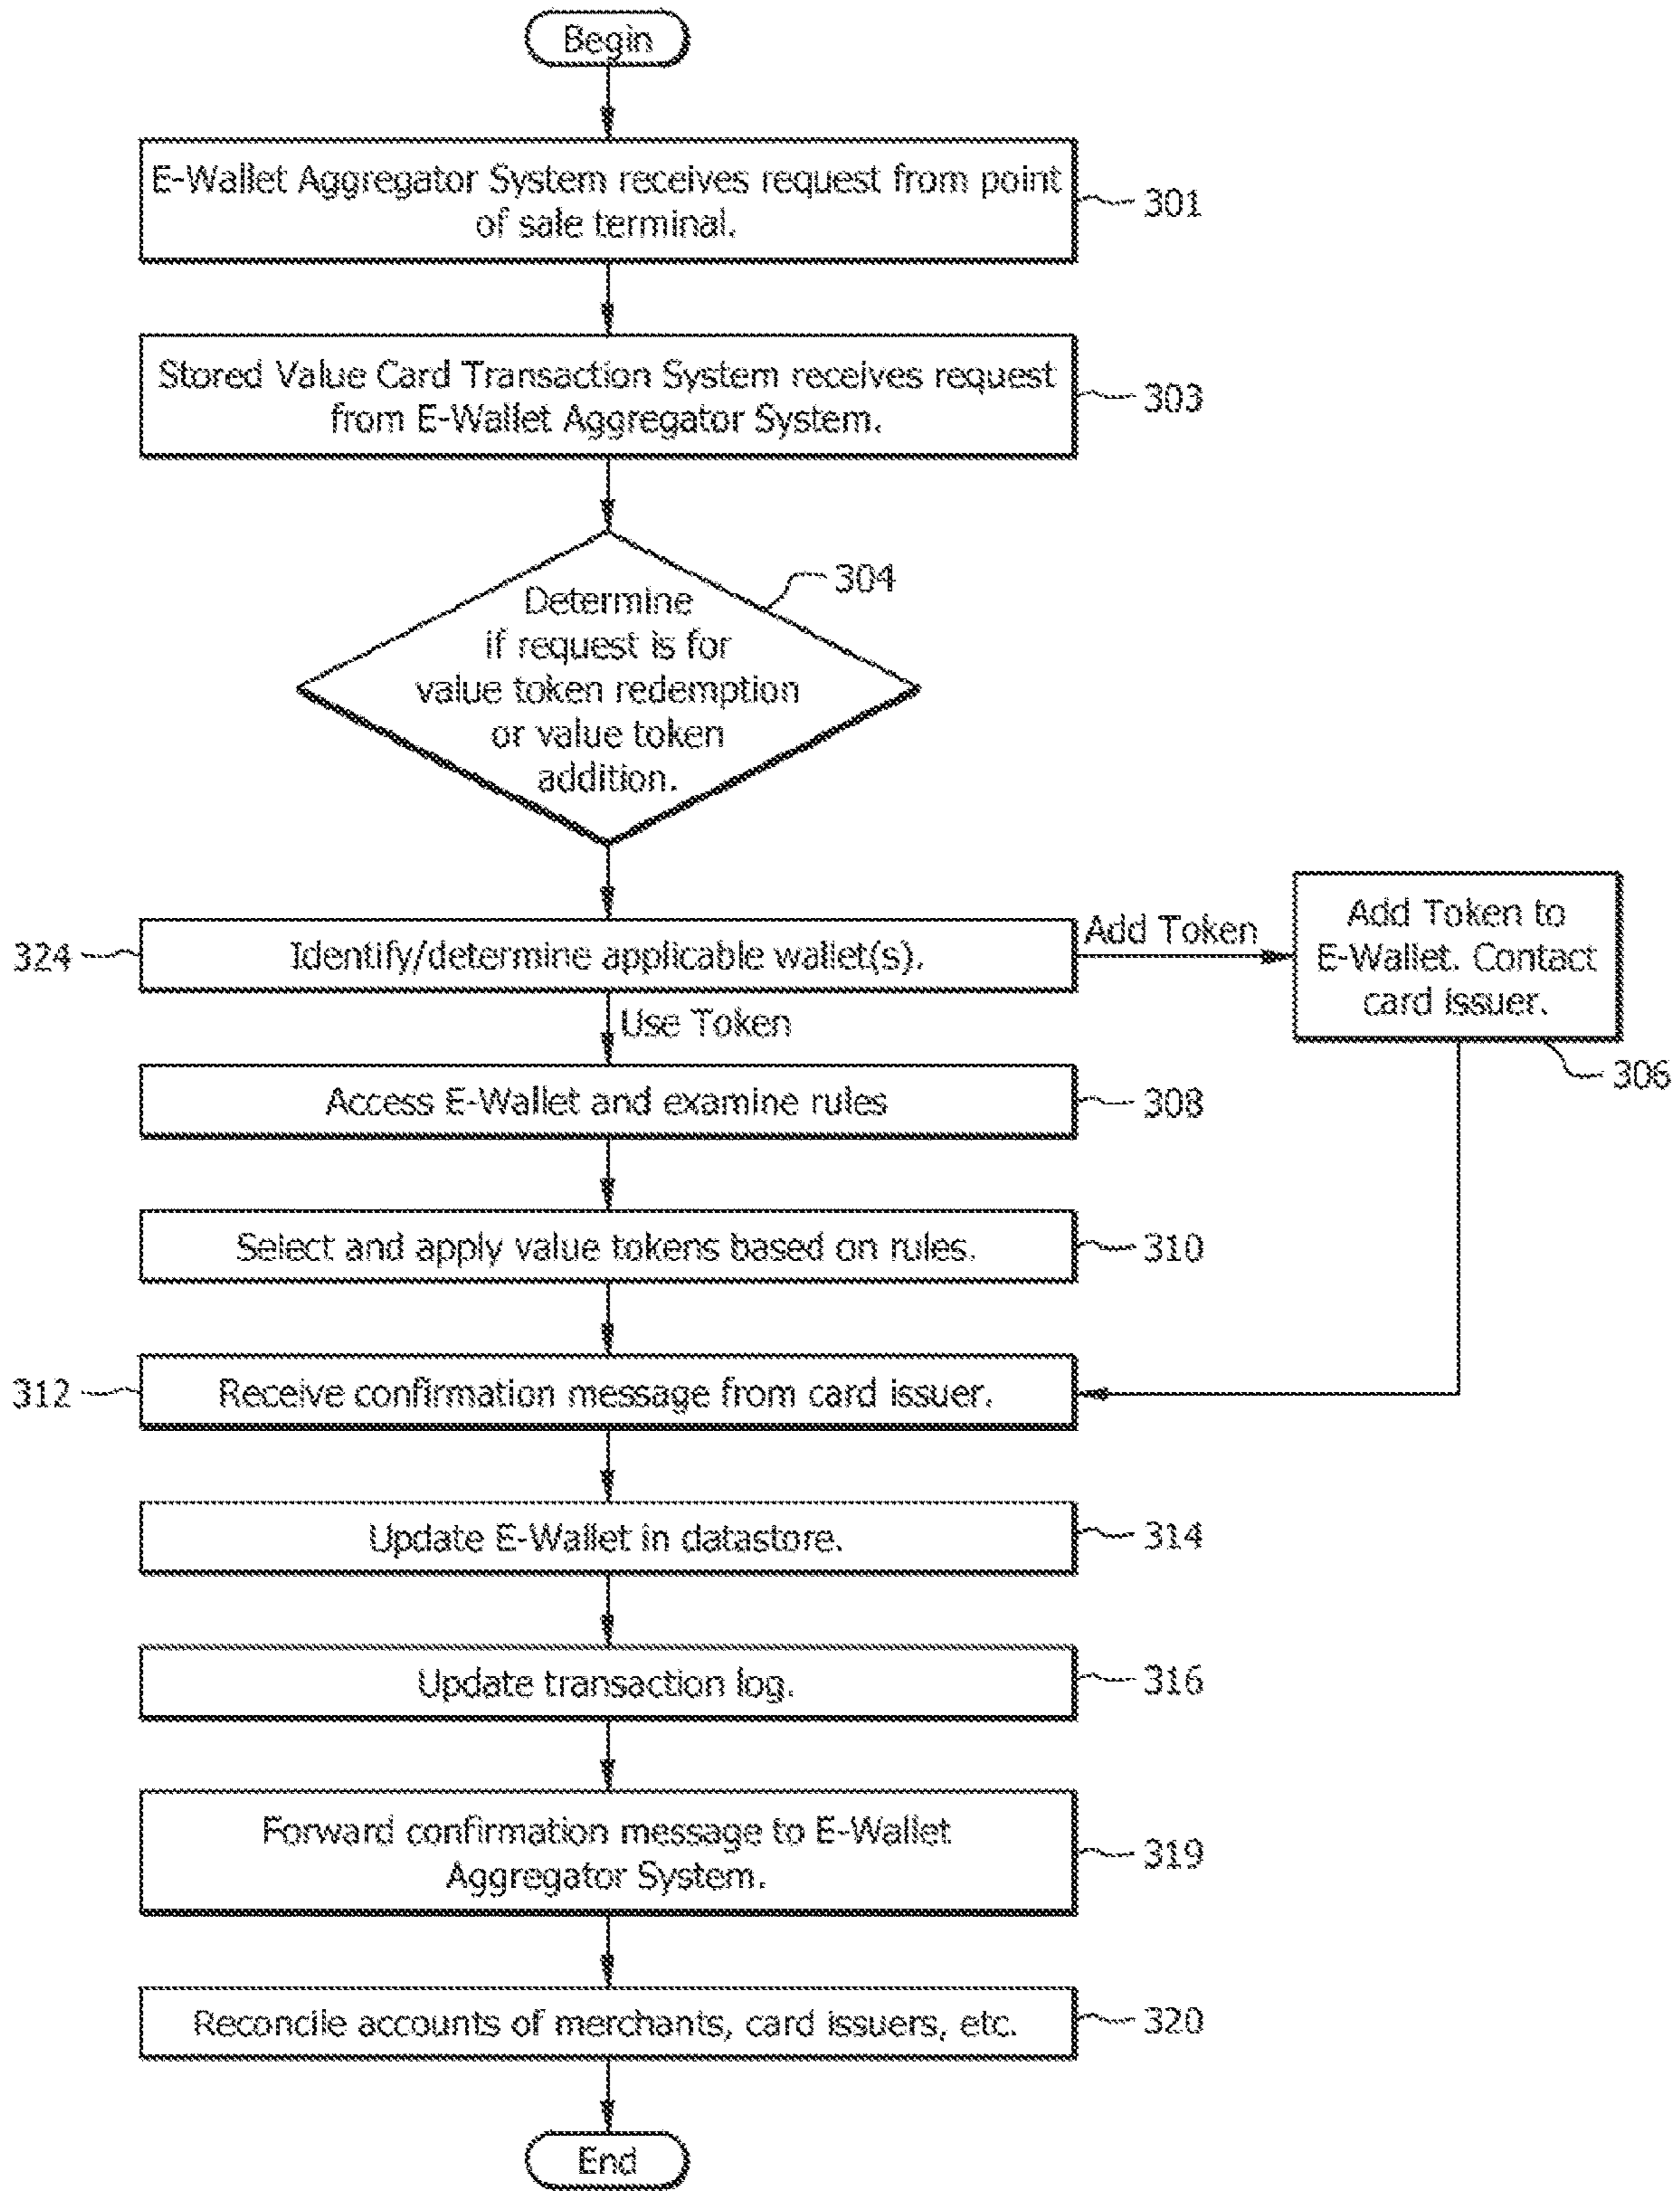 Begin
E-Wallet Aggregator System receives request from point
of sale terminal.
301
Stored Value Card Transaction System receives request
from E-Wallet Aggregator System.
303
304
Determine
if request is for
value token redemption
or value token
addition.
324
Identify/determine applicable wallet(s).
Add Token
Add Token to
E-Wallet. Contact
card issuer.
306
Use Token
Access E-Wallet and examine rules
308
Select and apply value tokens based on rules.
310
312
Receive confirmation message from card issuer.
Update E-Wallet in datastore.
314
Update transaction log.
316
Forward confirmation message to E-Wallet
Aggregator System.
319
Reconcile accounts of merchants, card issuers, etc.
320
End